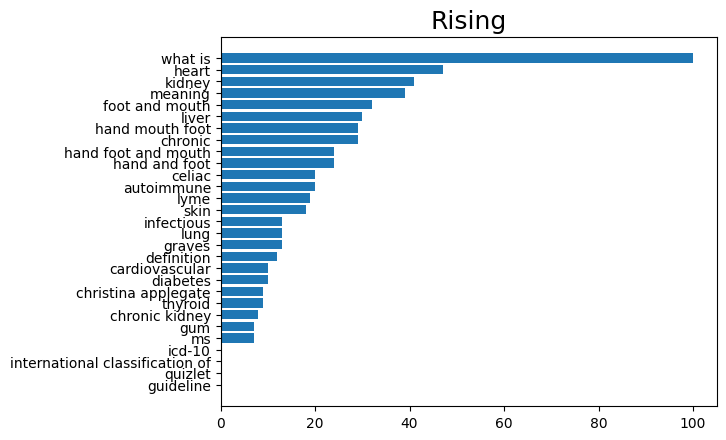 Rising
what is
heart
kidney
meaning
foot and mouth
liver
hand mouth foot
chronic
hand foot and mouth
hand and foot
celiac
autoimmune
lyme
skin
infectious
lung
graves
definition
cardiovascular
diabetes
christina applegate
thyroid
chronic kidney
gum
ms
icd-10
international classification of
quizlet
guideline
0 20 40 60 80 100